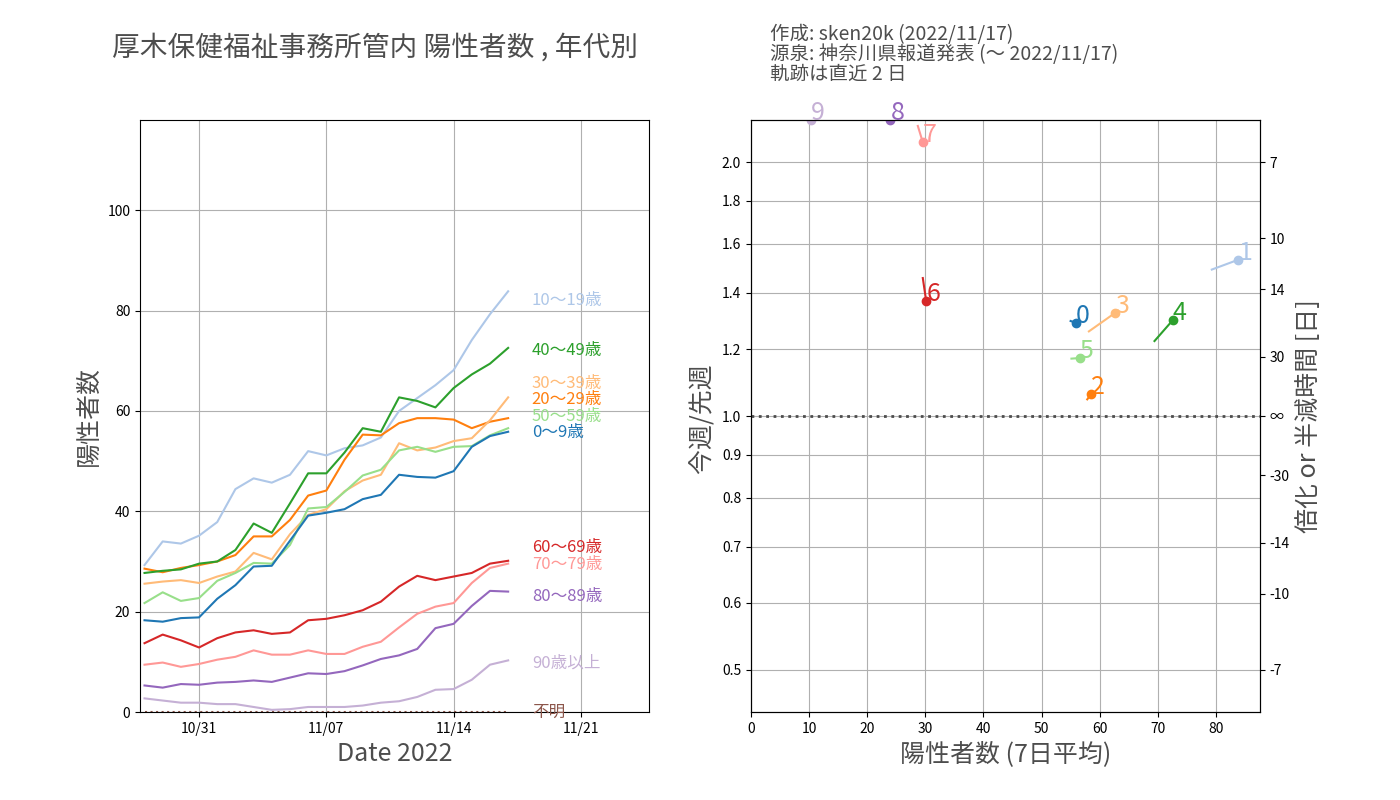 厚木保健福祉事務所管内 陽性者数 , 年代別
作成: sken20k (2022/11/17)
源泉: 神奈川県報道発表 (〜 2022/11/17)
軌跡は直近 2 日
陽性者数
100
80
60
40
20
0
10/31
11/07
11/14
11/21
Date 2022
10〜19歳
40〜49歳
30〜39歳
20〜29歳
50〜59歳
0〜9歳
60〜69歳
70〜79歳
80〜89歳
90歳以上
不明
今週/先週
2.0
1.8
1.6
1.4
1.2
1.0
0.9
0.8
0.7
0.6
0.5
9
8
7
1
6
0
3
4
5
2
0
10
20
30
40
50
60
70
80
陽性者数 (7日平均)
7
10
14
30
∞
-30
-14
-10
-7
倍化 or 半減時間 [日]